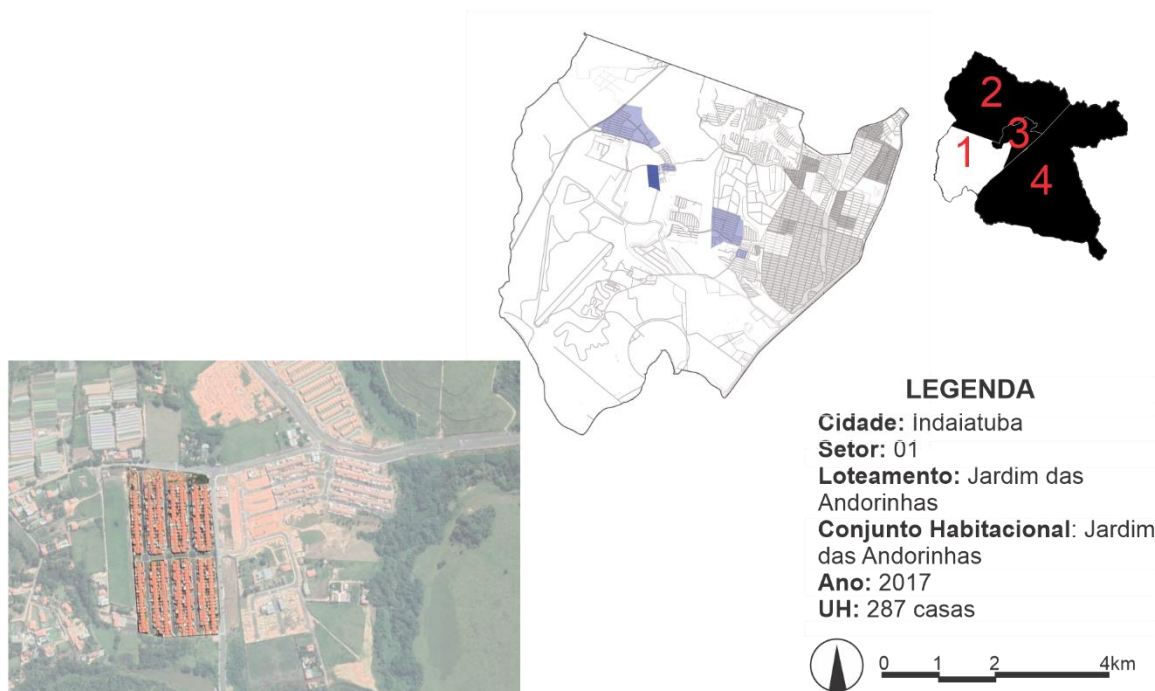 2
3
1
4
LEGENDA
Cidade: Indaiatuba
Setor: 01
Loteamento: Jardim das
Andorinhas
Conjunto Habitacional: Jardim
das Andorinhas
Ano: 2017
UH: 287 casas
0 1 2 4km